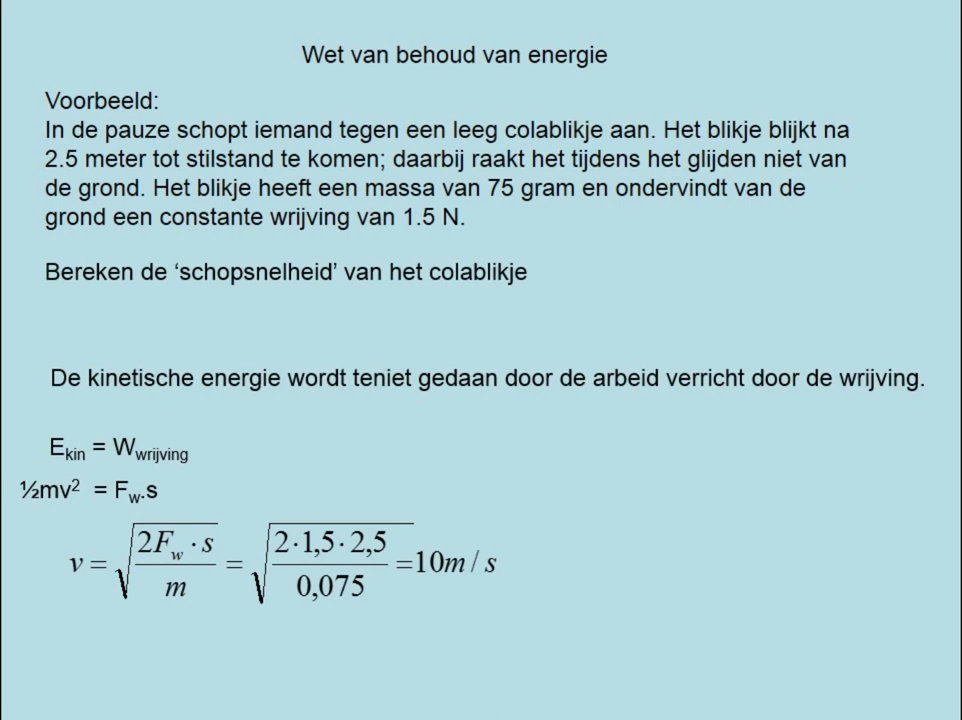 Wet van behoud van energie
Voorbeeld:
In de pauze schopt iemand tegen een leeg colablikje aan. Het blikje blijkt na
2.5 meter tot stilstand te komen; daarbij raakt het tijdens het glijden niet van
de grond. Het blikje heeft een massa van 75 gram en ondervindt van de
grond een constante wrijving van 1.5 N.
Bereken de ‘schopsnelheid’ van het colablikje
De kinetische energie wordt teniet gedaan door de arbeid verricht door de wrijving.
E_kin = W_wrijving
½mv² = F_w.s
v = √(2F_w · s / m) = √(2·1,5·2,5 / 0,075) = 10m / s